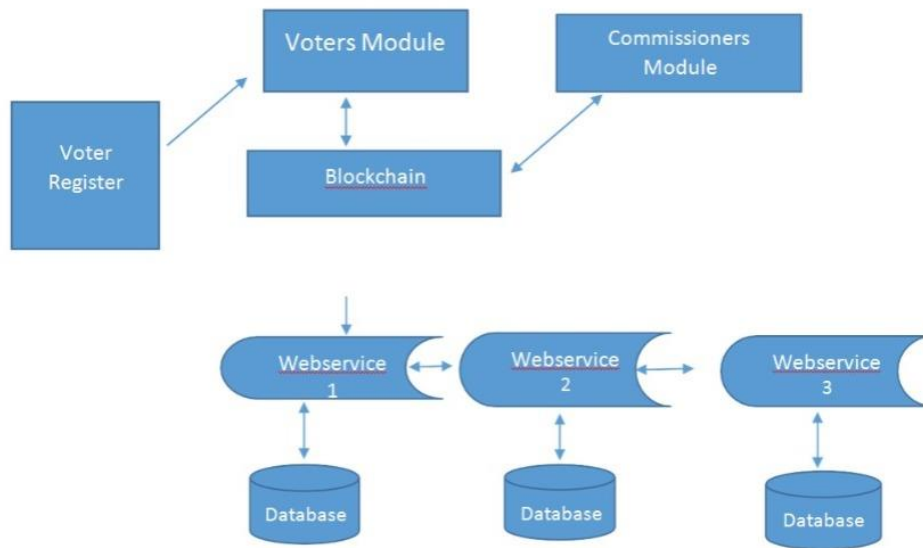 Voters Module
Commissioners
Module
Voter
Register
Blockchain
Webservice
1
Webservice
2
Webservice
3
Database
Database
Database